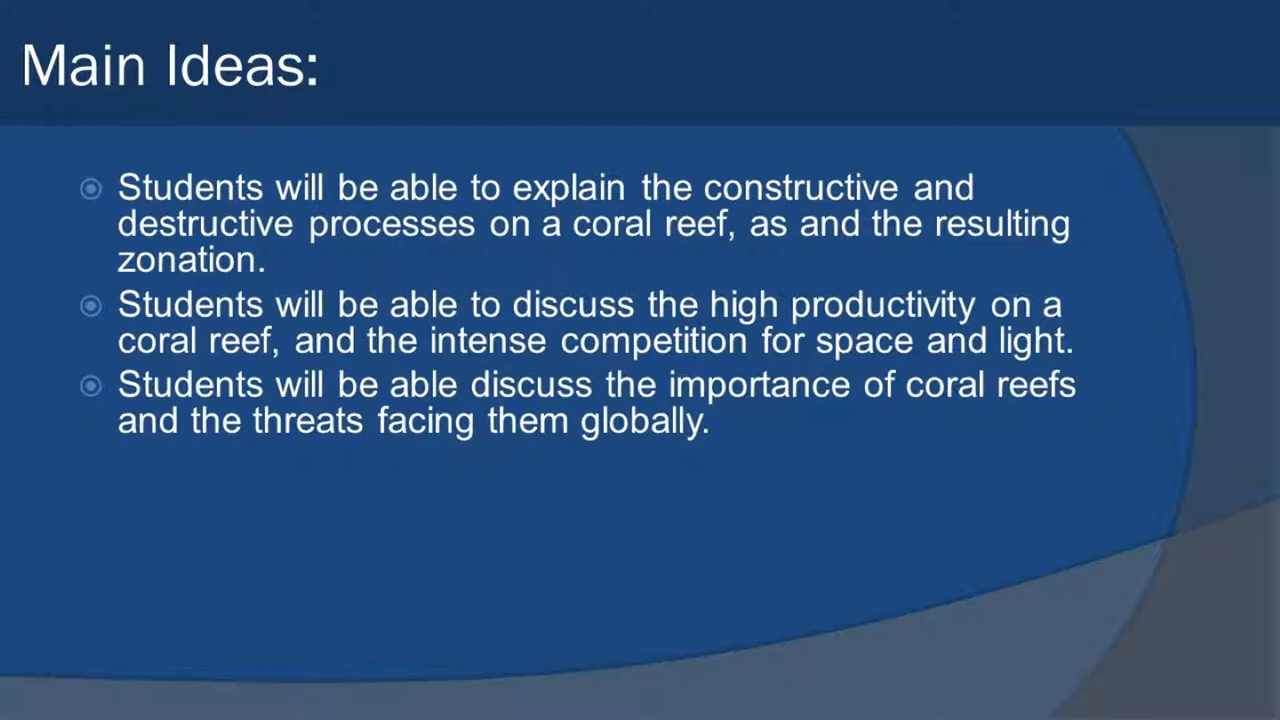 Main Ideas:
Students will be able to explain the constructive and
destructive processes on a coral reef, as and the resulting
zonation.
Students will be able to discuss the high productivity on a
coral reef, and the intense competition for space and light.
Students will be able discuss the importance of coral reefs
and the threats facing them globally.